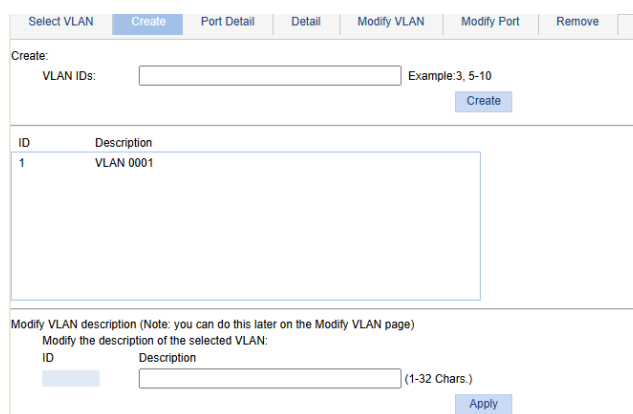 Select VLAN Create Port Detail Detail Modify VLAN Modify Port Remove
Create:
VLAN IDs: Example:3, 5-10
Create
ID Description
1 VLAN 0001
Modify VLAN description (Note: you can do this later on the Modify VLAN page)
Modify the description of the selected VLAN:
ID Description
(1-32 Chars.)
Apply